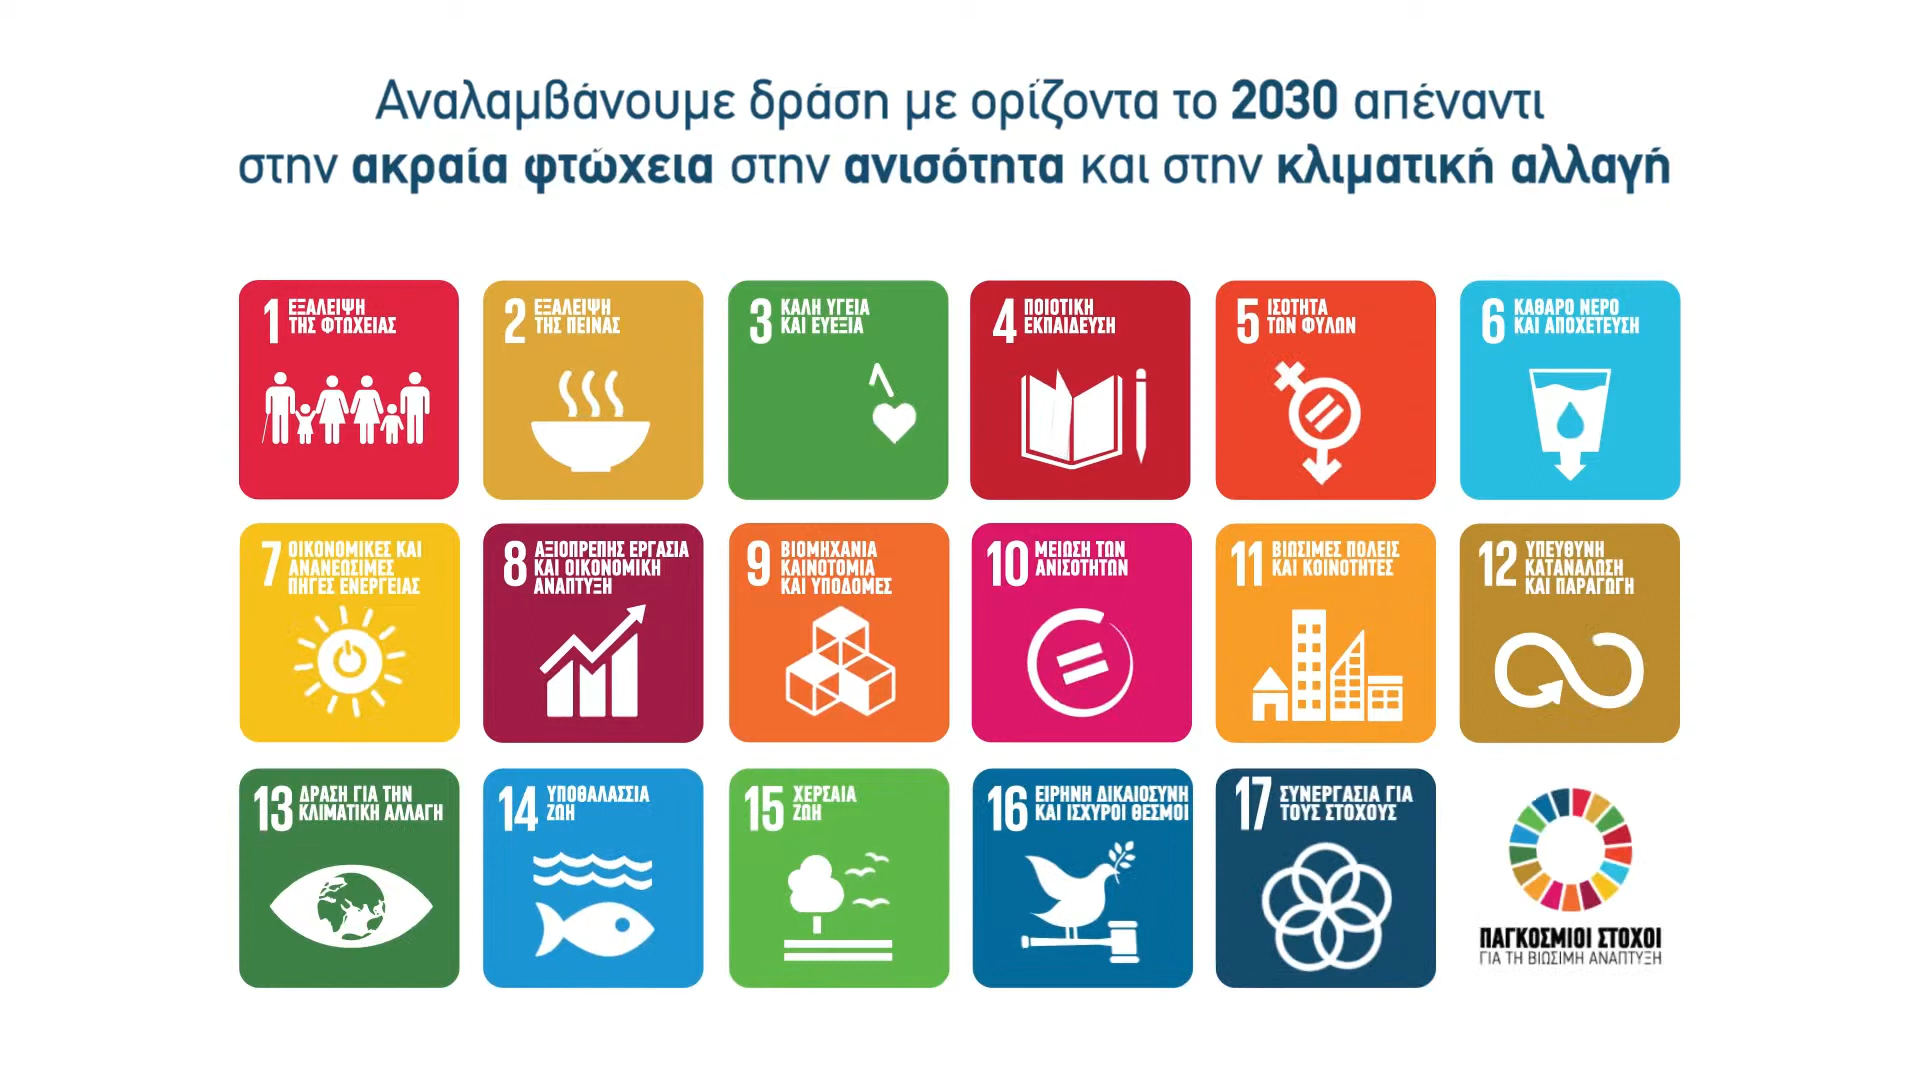 Αναλαμβάνουμε δράση με ορίζοντα το 2030 απέναντι
στην ακραία φτώχεια στην ανισότητα και στην κλιματική αλλαγή
1 ΕΞΑΛΕΙΨΗ
ΤΗΣ ΦΤΩΧΕΙΑΣ
2 ΕΞΑΛΕΙΨΗ
ΤΗΣ ΠΕΙΝΑΣ
3 ΚΑΛΗ ΥΓΕΙΑ
ΚΑΙ ΕΥΕΞΙΑ
4 ΠΟΙΟΤΙΚΗ
ΕΚΠΑΙΔΕΥΣΗ
5 ΙΣΟΤΗΤΑ
ΤΩΝ ΦΥΛΩΝ
6 ΚΑΘΑΡΟ ΝΕΡΟ
ΚΑΙ ΑΠΟΧΕΤΕΥΣΗ
7 ΟΙΚΟΝΟΜΙΚΕΣ ΚΑΙ
ΑΝΑΝΕΩΣΙΜΕΣ
ΠΗΓΕΣ ΕΝΕΡΓΕΙΑΣ
8 ΑΞΙΟΠΡΕΠΗΣ ΕΡΓΑΣΙΑ
ΚΑΙ ΟΙΚΟΝΟΜΙΚΗ
ΑΝΑΠΤΥΞΗ
9 ΒΙΟΜΗΧΑΝΙΑ
ΚΑΙΝΟΤΟΜΙΑ
ΚΑΙ ΥΠΟΔΟΜΕΣ
10 ΜΕΙΩΣΗ ΤΩΝ
ΑΝΙΣΟΤΗΤΩΝ
11 ΒΙΩΣΙΜΕΣ ΠΟΛΕΙΣ
ΚΑΙ ΚΟΙΝΟΤΗΤΕΣ
12 ΥΠΕΥΘΥΝΗ
ΚΑΤΑΝΑΛΩΣΗ
ΚΑΙ ΠΑΡΑΓΩΓΗ
13 ΔΡΑΣΗ ΓΙΑ ΤΗΝ
ΚΛΙΜΑΤΙΚΗ ΑΛΛΑΓΗ
14 ΥΠΟΘΑΛΑΣΣΙΑ
ΖΩΗ
15 ΧΕΡΣΑΙΑ
ΖΩΗ
16 ΕΙΡΗΝΗ ΔΙΚΑΙΟΣΥΝΗ
ΚΑΙ ΙΣΧΥΡΟΙ ΘΕΣΜΟΙ
17 ΣΥΝΕΡΓΑΣΙΑ ΓΙΑ
ΤΟΥΣ ΣΤΟΧΟΥΣ
ΠΑΓΚΟΣΜΙΟΙ ΣΤΟΧΟΙ
ΓΙΑ ΤΗ ΒΙΩΣΙΜΗ ΑΝΑΠΤΥΞΗ